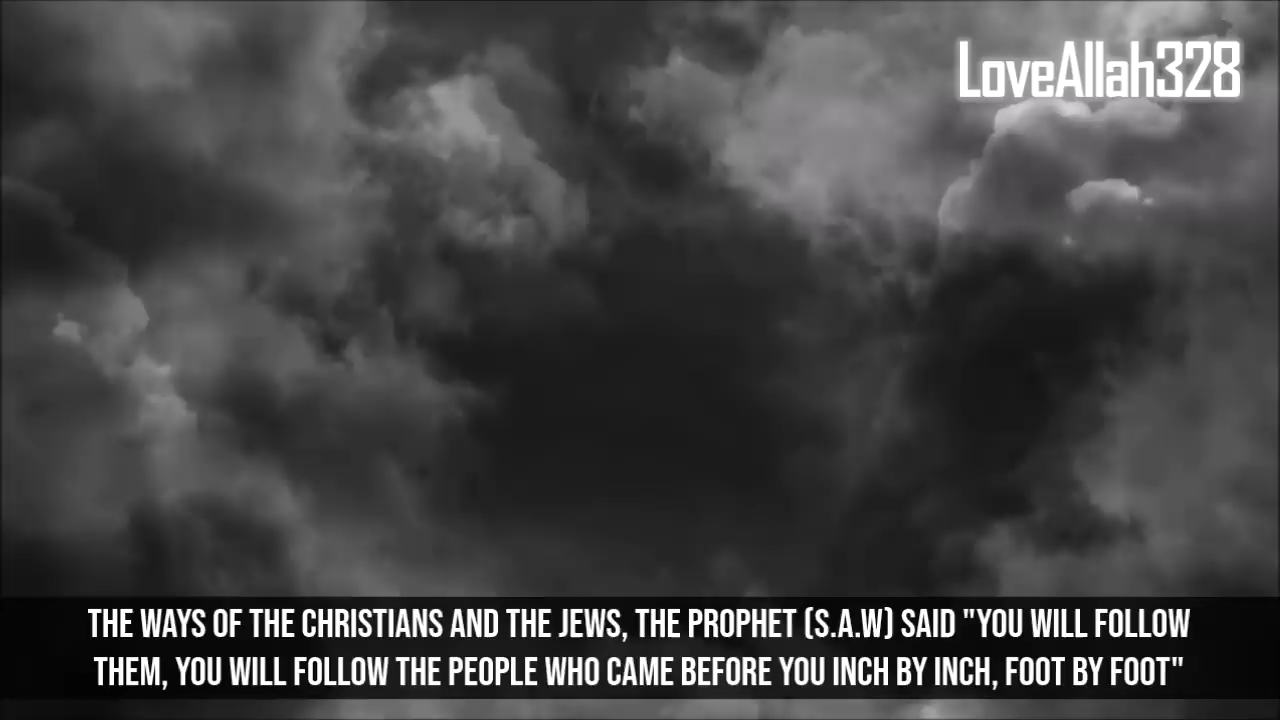 LoveAllah328
THE WAYS OF THE CHRISTIANS AND THE JEWS, THE PROPHET (S.A.W) SAID "YOU WILL FOLLOW
THEM, YOU WILL FOLLOW THE PEOPLE WHO CAME BEFORE YOU INCH BY INCH, FOOT BY FOOT"